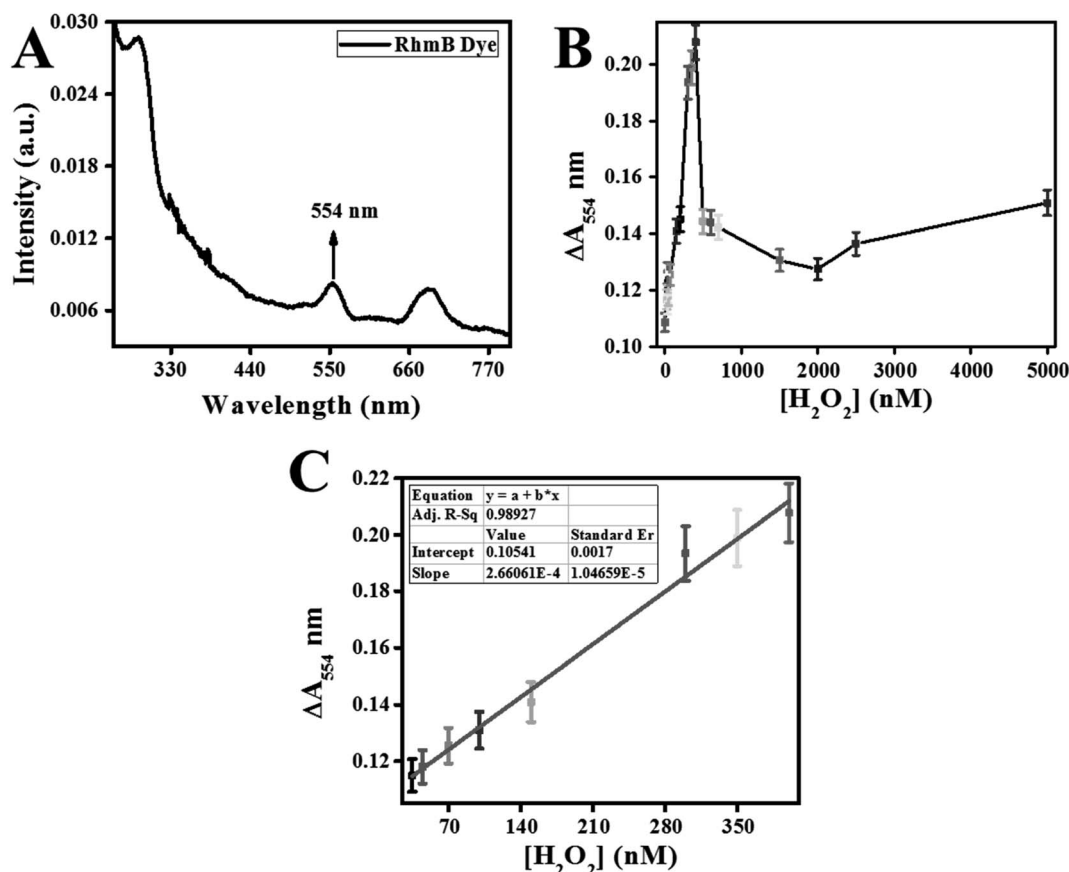 A
RhmB Dye
554 nm
Intensity (a.u.)
0.030
0.024
0.018
0.012
0.006
330 440 550 660 770
Wavelength (nm)
B
ΔA₅₅₄ nm
0.20
0.18
0.16
0.14
0.12
0.10
0 1000 2000 3000 4000 5000
[H₂O₂] (nM)
C
ΔA₅₅₄ nm
0.22
0.20
0.18
0.16
0.14
0.12
Equation y = a + b*x
Adj. R-Sq 0.98927
Value Standard Er
Intercept 0.10541 0.0017
Slope 2.66061E-4 1.04659E-5
70 140 210 280 350
[H₂O₂] (nM)